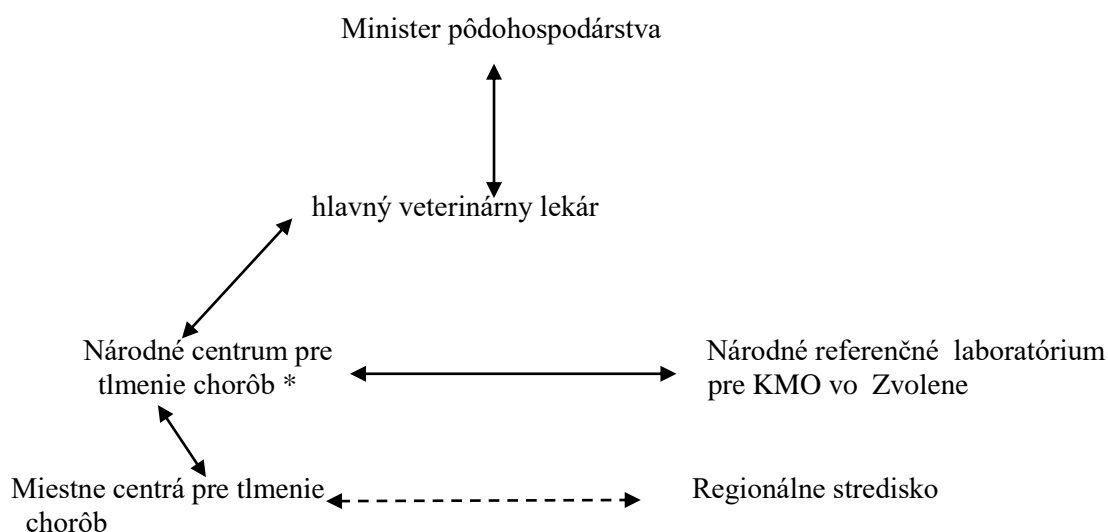 Minister pôdohospodárstva
hlavný veterinárny lekár
Národné centrum pre
tlmenie chorôb *
Národné referenčné laboratórium
pre KMO vo Zvolene
Miestne centrá pre tlmenie
chorôb
Regionálne stredisko